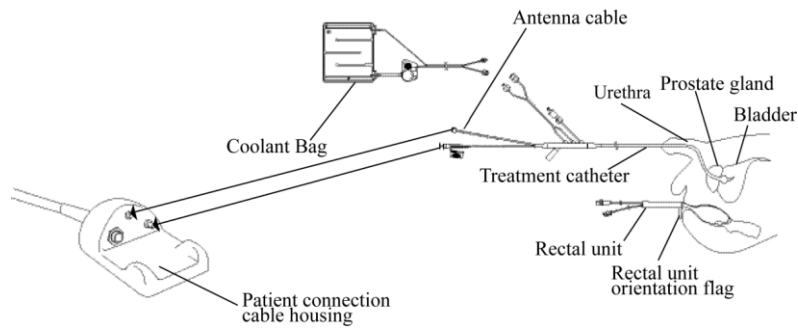 Antenna cable
Coolant Bag
Urethra
Prostate gland
Bladder
Treatment catheter
Rectal unit
Rectal unit
orientation flag
Patient connection
cable housing